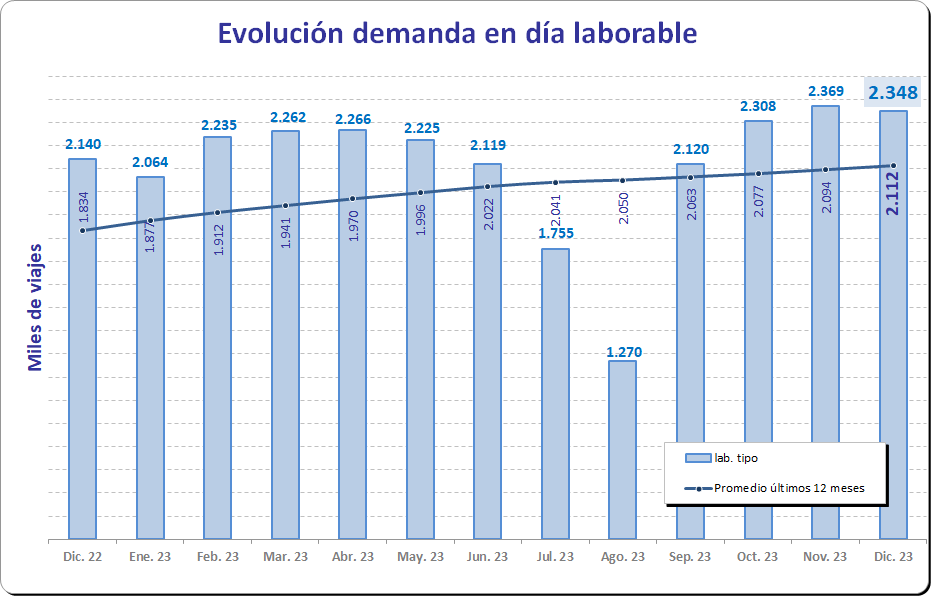 Evolución demanda en día laborable
Miles de viajes
2.140
2.064
2.235
2.262
2.266
2.225
2.119
1.755
1.270
2.120
2.308
2.369
2.348
1.834
1.877
1.912
1.941
1.970
1.996
2.022
2.041
2.050
2.063
2.077
2.094
2.112
lab. tipo
Promedio últimos 12 meses
Dic. 22
Ene. 23
Feb. 23
Mar. 23
Abr. 23
May. 23
Jun. 23
Jul. 23
Ago. 23
Sep. 23
Oct. 23
Nov. 23
Dic. 23